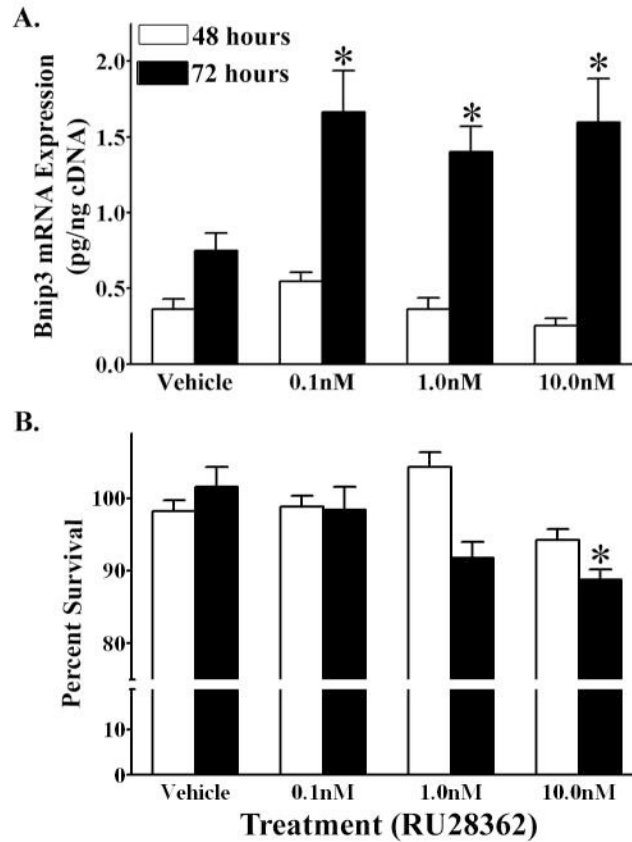 A.
48 hours
72 hours
Bnip3 mRNA Expression
(pg/ng cDNA)
2.0
1.5
1.0
0.5
0.0
* * *
Vehicle 0.1nM 1.0nM 10.0nM
B.
Percent Survival
100
90
80
10
0
*
Vehicle 0.1nM 1.0nM 10.0nM
Treatment (RU28362)